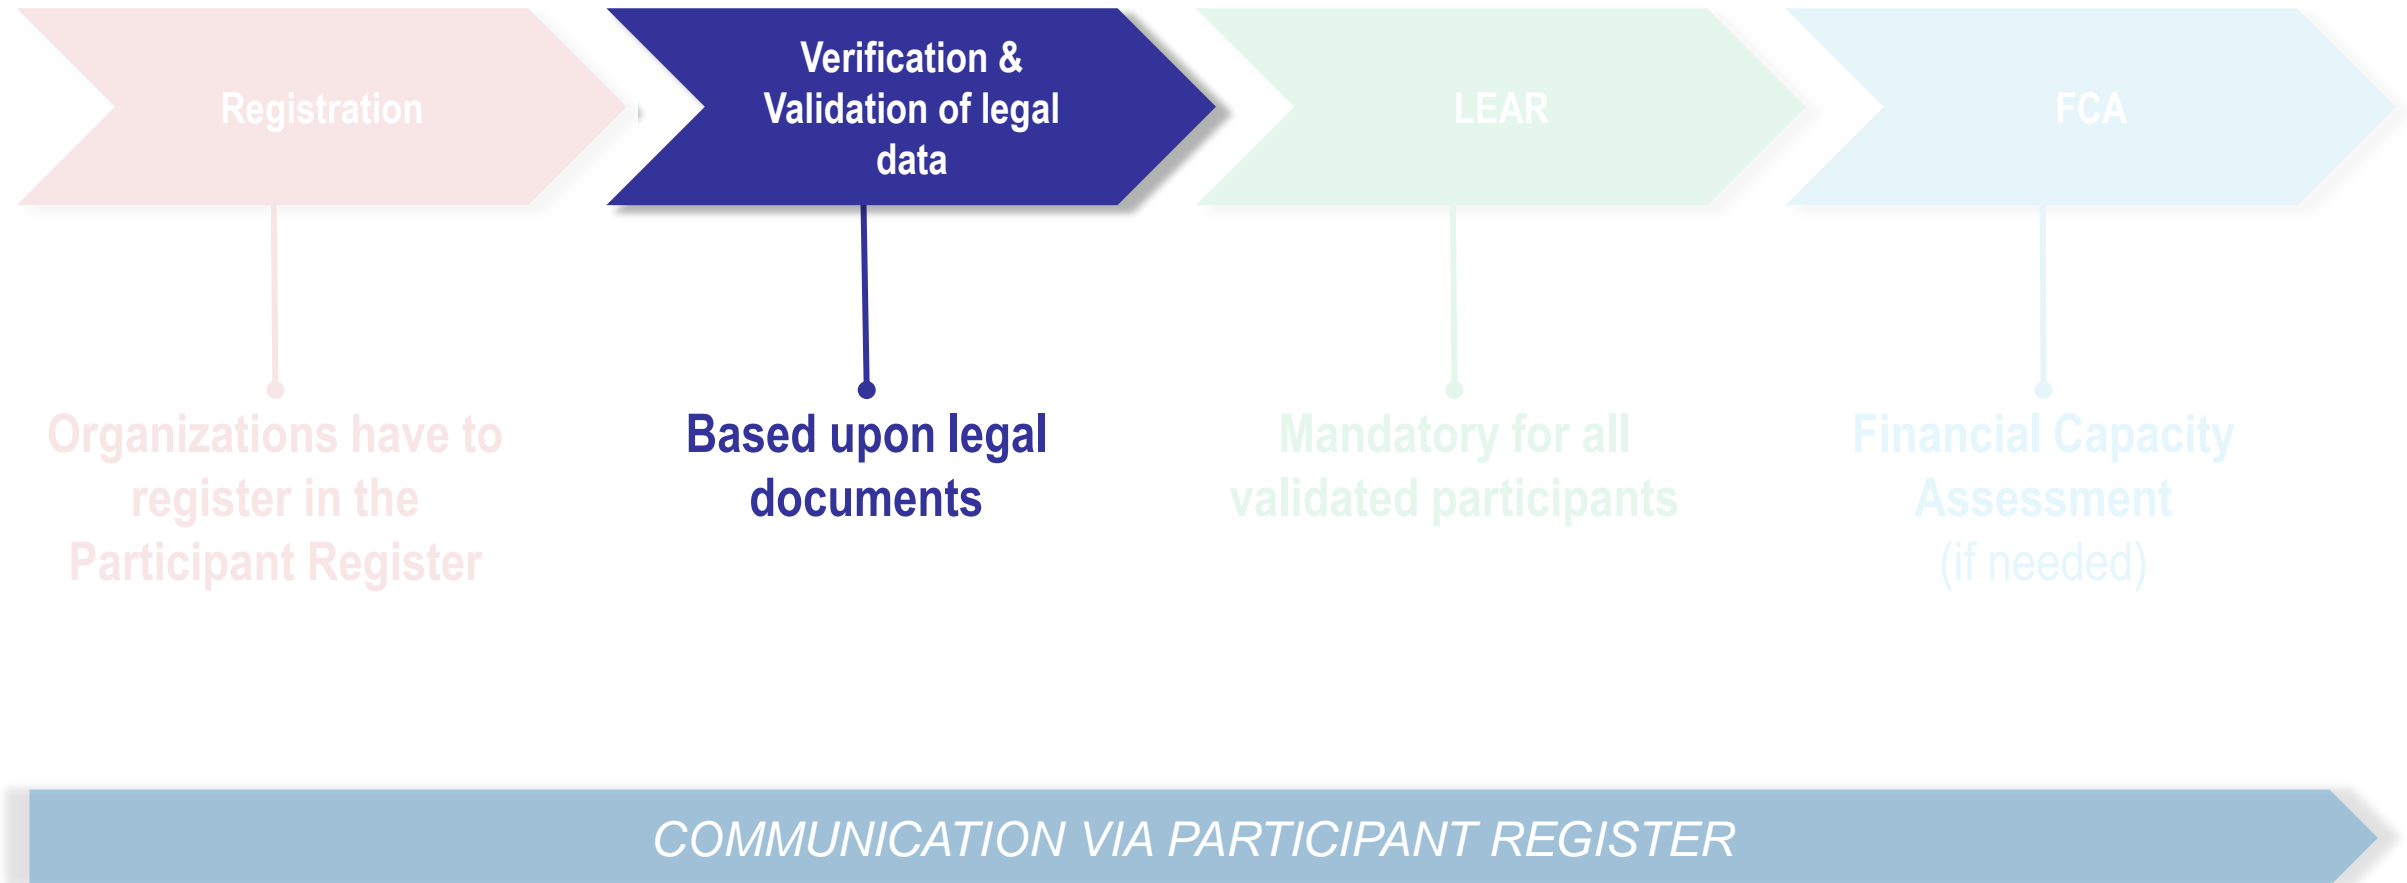 Registration
Verification &
Validation of legal
data
LEAR
FCA
Organizations have to
register in the
Participant Register
Based upon legal
documents
Mandatory for all
validated participants
Financial Capacity
Assessment
(if needed)
COMMUNICATION VIA PARTICIPANT REGISTER